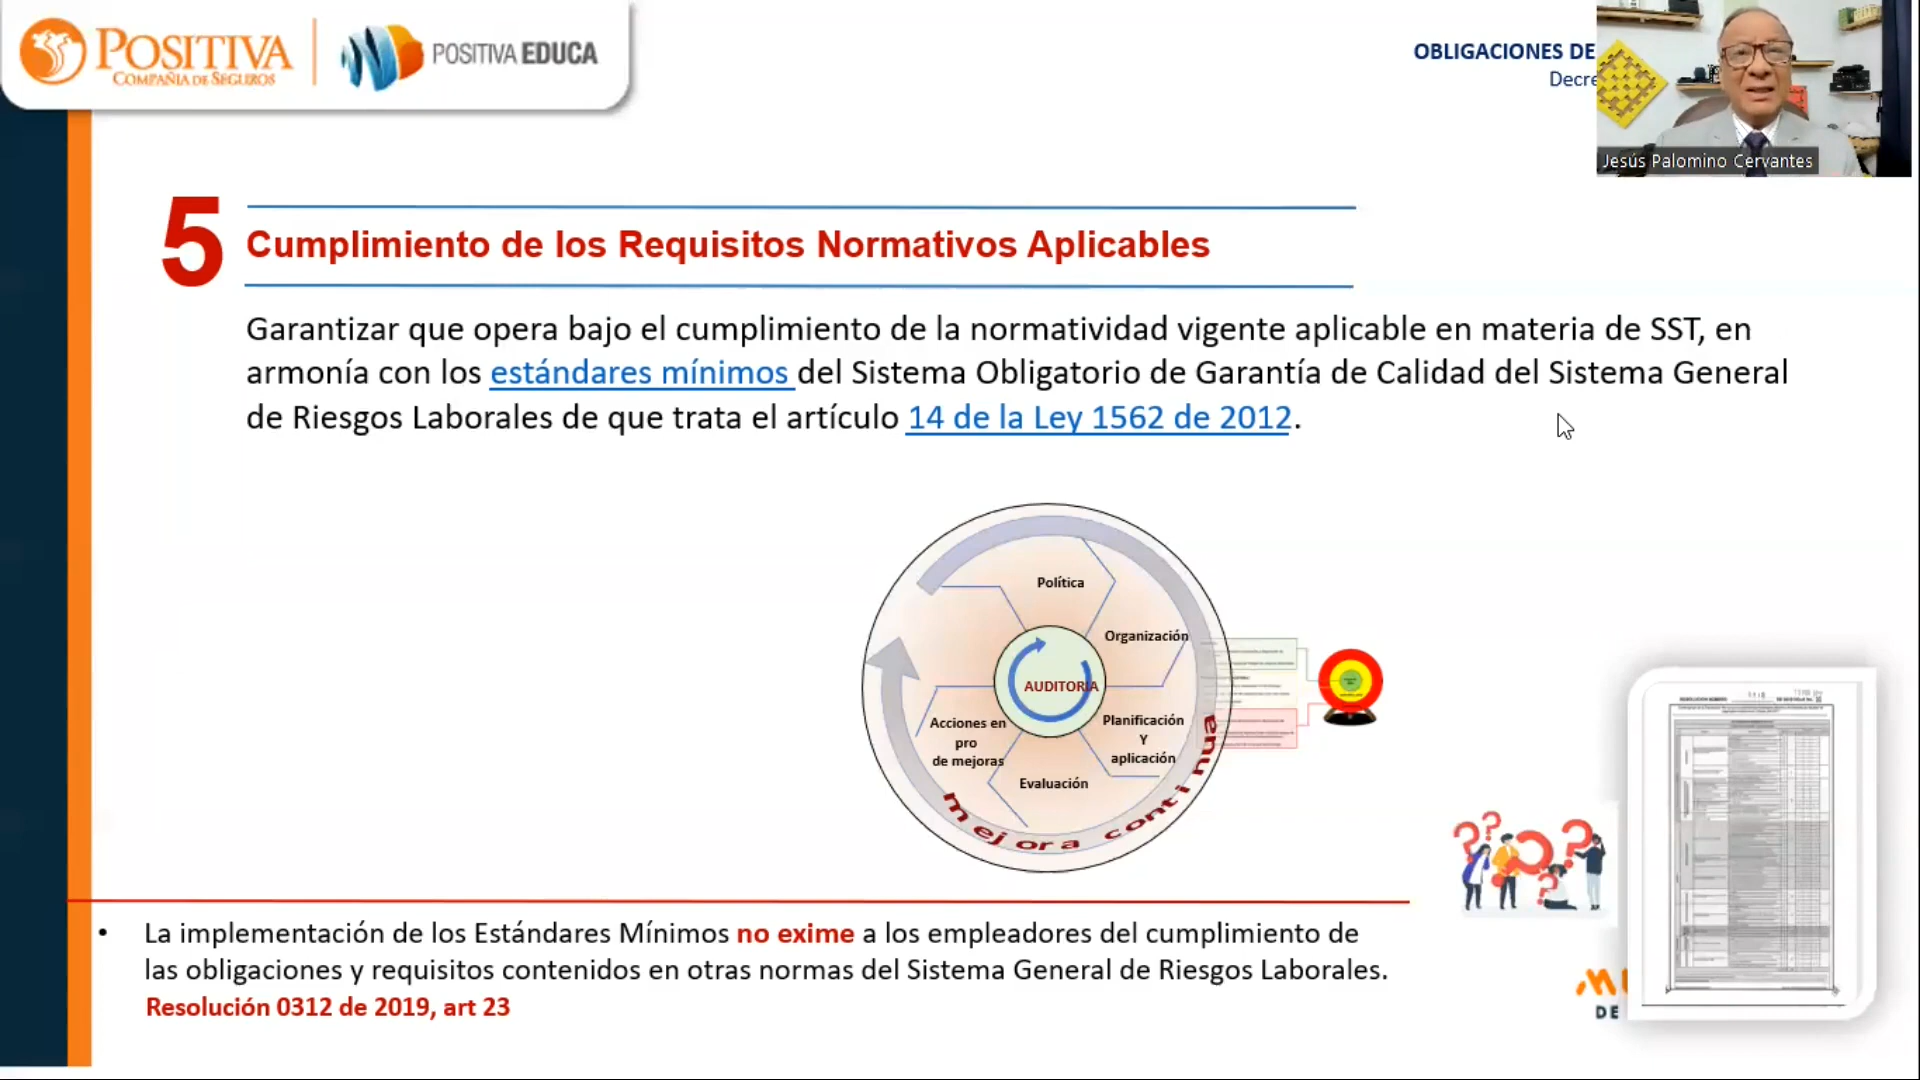 POSITIVA
COMPAÑIA DE SEGUROS
POSITIVA EDUCA
OBLIGACIONES DE
Decre
Jesús Palomino Cervantes
5
Cumplimiento de los Requisitos Normativos Aplicables
Garantizar que opera bajo el cumplimiento de la normatividad vigente aplicable en materia de SST, en
armonía con los estándares mínimos del Sistema Obligatorio de Garantía de Calidad del Sistema General
de Riesgos Laborales de que trata el artículo 14 de la Ley 1562 de 2012.
Política
Organización
AUDITORIA
Planificación
Y
aplicación
Acciones en
pro
de mejoras
Evaluación
mejora continua
• La implementación de los Estándares Mínimos no exime a los empleadores del cumplimiento de
las obligaciones y requisitos contenidos en otras normas del Sistema General de Riesgos Laborales.
Resolución 0312 de 2019, art 23
DE